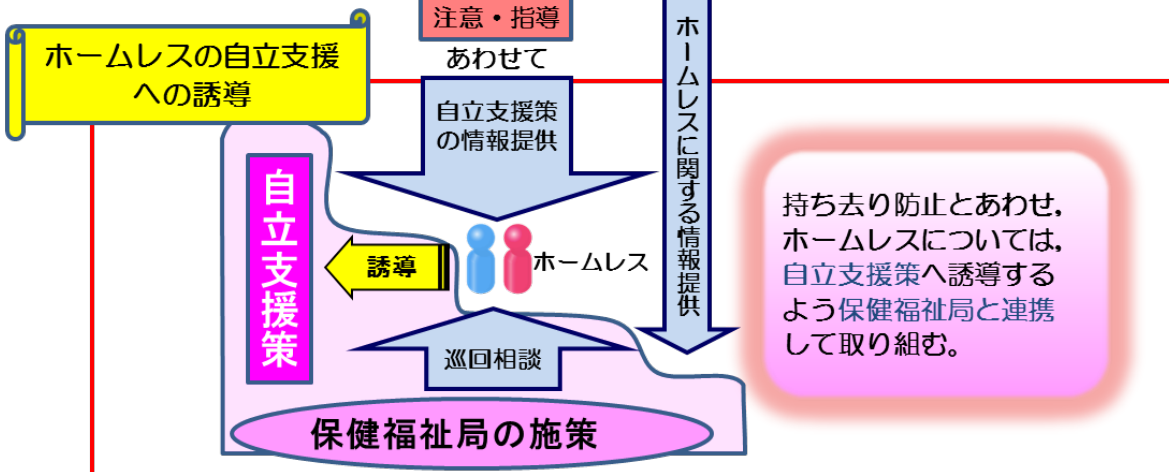 注意・指導
あわせて
ホームレスの自立支援
への誘導
自立支援策
の情報提供
ホームレスに関する情報提供
自立支援策
誘導
ホームレス
巡回相談
保健福祉局の施策
持ち去り防止とあわせ,
ホームレスについては,
自立支援策へ誘導する
よう保健福祉局と連携
して取り組む。